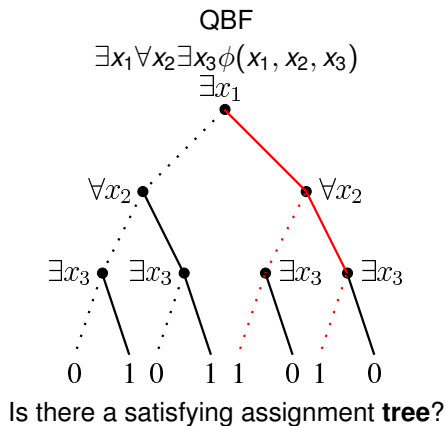 QBF
∃x₁∀x₂∃x₃ϕ(x₁, x₂, x₃)
∃x₁
∀x₂ ∀x₂
∃x₃ ∃x₃ ∃x₃ ∃x₃
0 1 0 1 1 0 1 0
Is there a satisfying assignment tree?